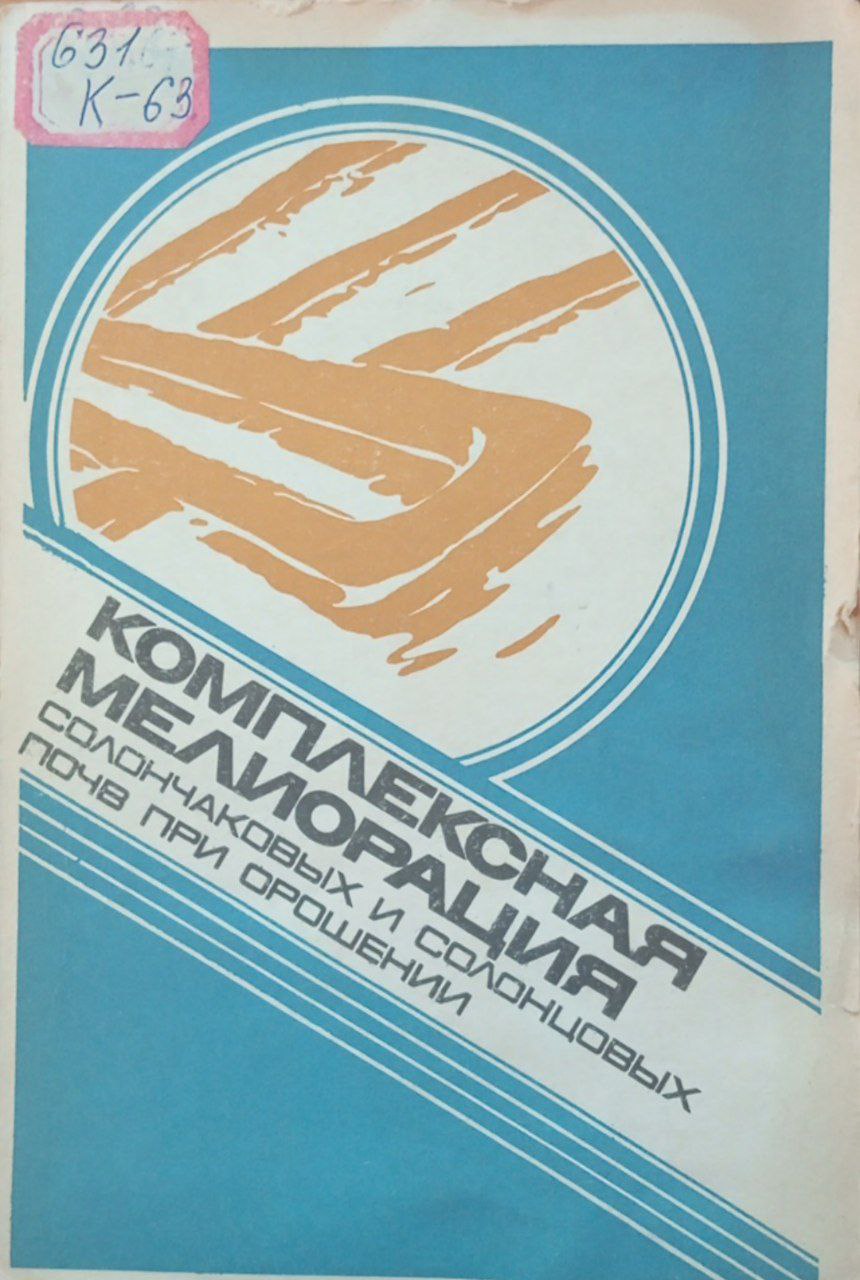 631
К-63
КОМПЛЕКСНАЯ
МЕЛИОРАЦИЯ
СОЛОНЧАКОВЫХ И СОЛОНЦОВЫХ
ПОЧВ ПРИ ОРОШЕНИИ